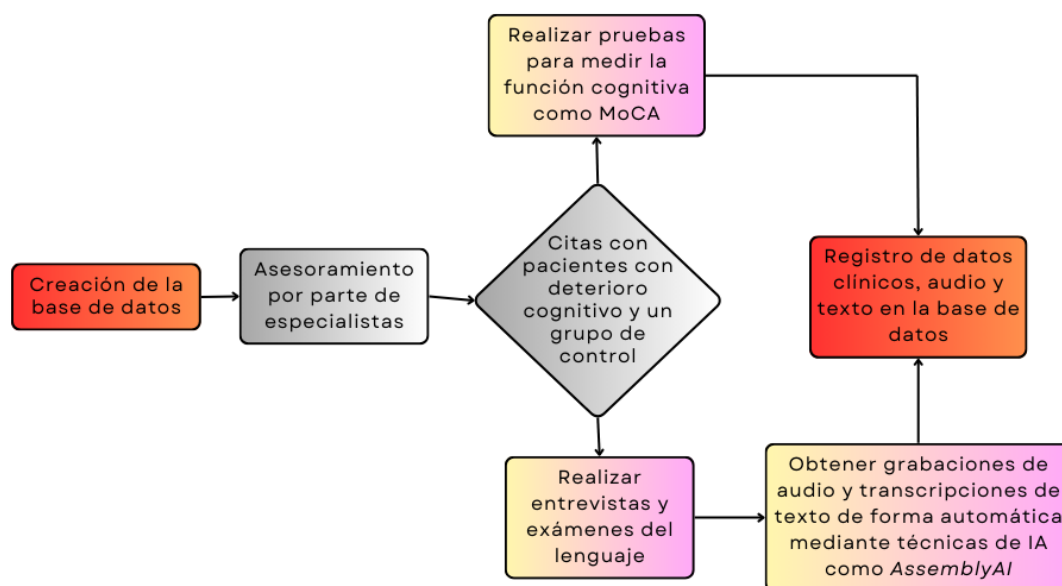 Realizar pruebas
para medir la
función cognitiva
como MoCA
Creación de la
base de datos
Asesoramiento
por parte de
especialistas
Citas con
pacientes con
deterioro
cognitivo y un
grupo de
control
Registro de datos
clínicos, audio y
texto en la base de
datos
Realizar
entrevistas y
exámenes del
lenguaje
Obtener grabaciones de
audio y transcripciones de
texto de forma automática
mediante técnicas de IA
como AssemblyAI